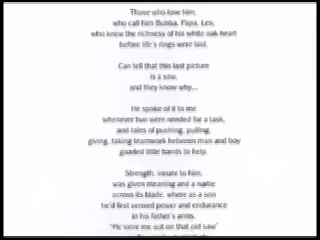 Those who love him,
who call him Bubba, Papa, Les,
who knew the richness of his white oak heart
before life's rings were laid,
Can tell that this last picture
is a saw,
and they know why...
He spoke of it to me
whenever two were needed for a task,
and tales of pushing, pulling,
giving, taking teamwork between man and boy
goaded little hands to help.
Strength, innate to him,
was given meaning and a name
across its blade, where as a son
he'd first sensed power and endurance
in his father's arms.
"He wore me out on that old saw"